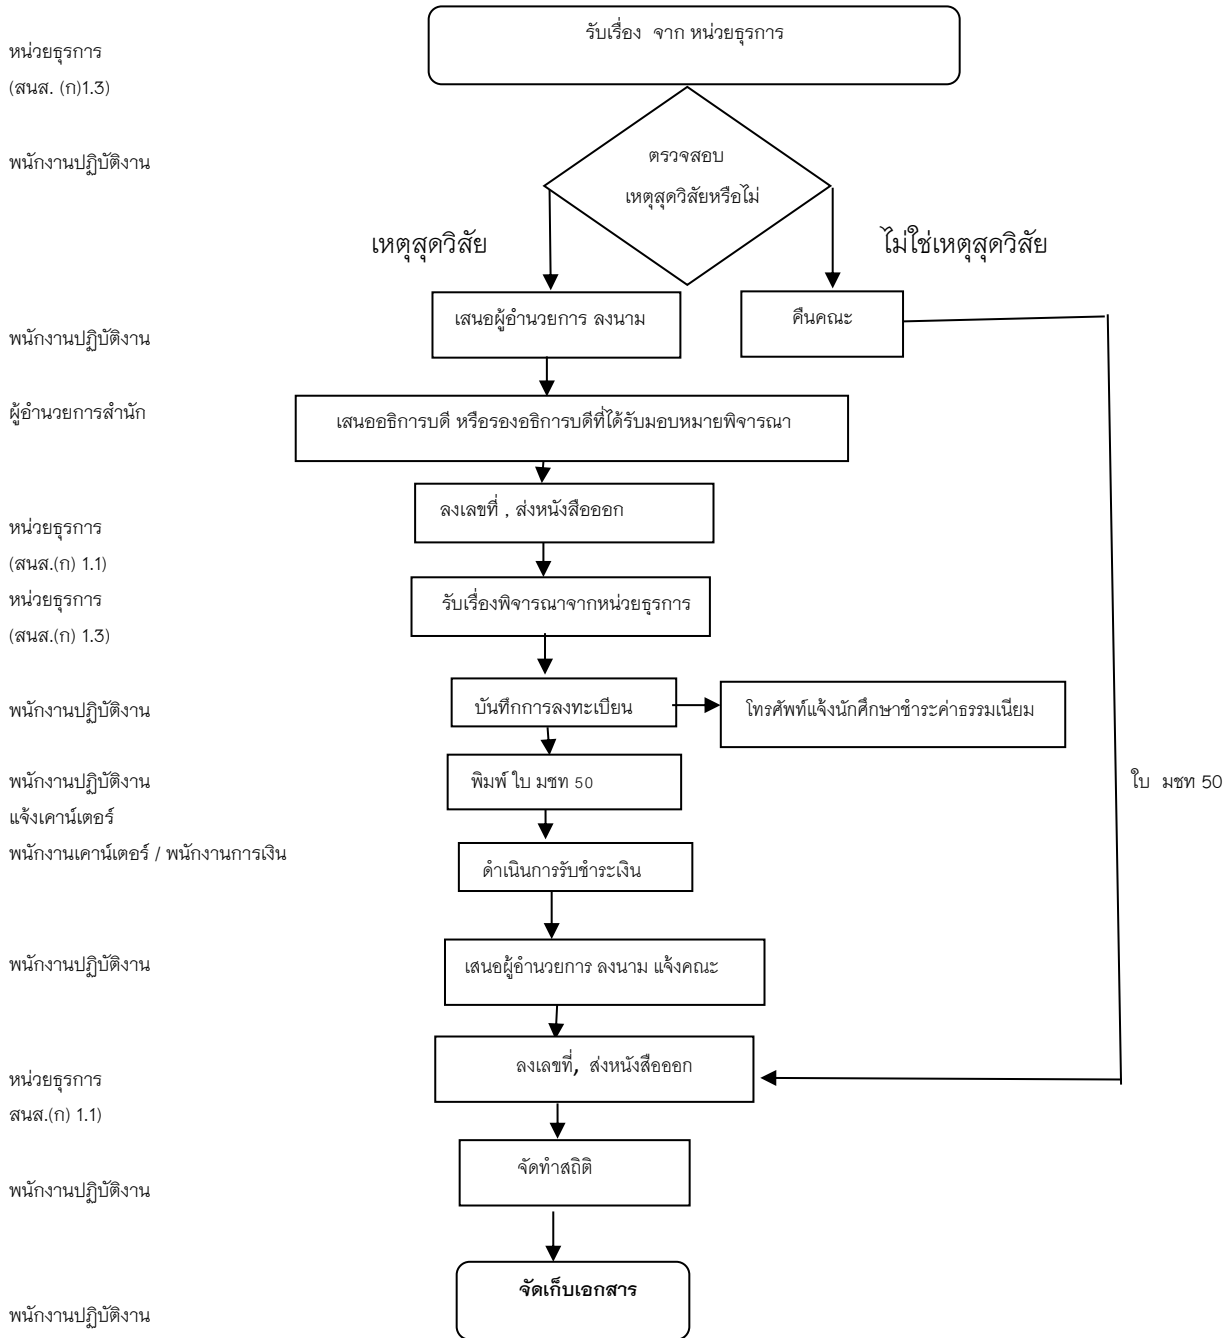 รับเรื่อง จาก หน่วยธุรการ
หน่วยธุรการ
(สนส. (ก)1.3)
ตรวจสอบ
พนักงานปฏิบัติงาน
เหตุสุดวิสัยหรือไม่
เหตุสุดวิสัย
ไม่ใช่เหตุสุดวิสัย
เสนอผู้อำนวยการ ลงนาม
คืนคณะ
พนักงานปฏิบัติงาน
ผู้อำนวยการสำนัก
เสนออธิการบดี หรือรองอธิการบดีที่ได้รับมอบหมายพิจารณา
ลงเลขที่ , ส่งหนังสือออก
หน่วยธุรการ
(สนส.(ก) 1.1)
หน่วยธุรการ
รับเรื่องพิจารณาจากหน่วยธุรการ
(สนส.(ก) 1.3)
พนักงานปฏิบัติงาน
บันทึกการลงทะเบียน
โทรศัพท์แจ้งนักศึกษาชำระค่าธรรมเนียม
พนักงานปฏิบัติงาน
พิมพ์ ใบ มชท 50
ใบ มชท 50
แจ้งเคาน์เตอร์
พนักงานเคาน์เตอร์ / พนักงานการเงิน
ดำเนินการรับชำระเงิน
พนักงานปฏิบัติงาน
เสนอผู้อำนวยการ ลงนาม แจ้งคณะ
ลงเลขที่, ส่งหนังสือออก
หน่วยธุรการ
สนส.(ก) 1.1)
จัดทำสถิติ
พนักงานปฏิบัติงาน
จัดเก็บเอกสาร
พนักงานปฏิบัติงาน